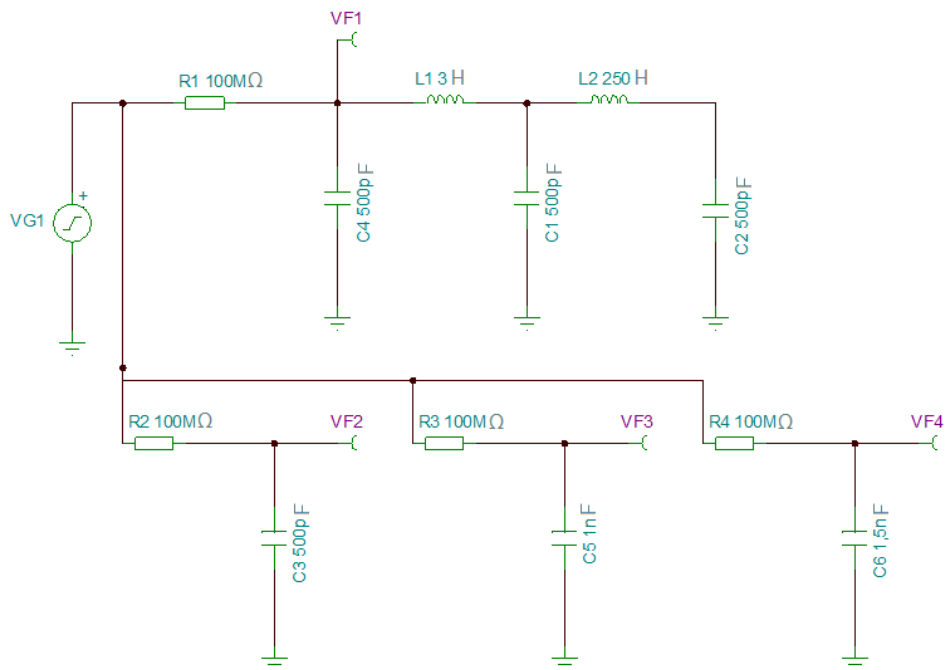 VF1
R1 100MΩ
L1 3 H
L2 250 H
VG1
+
C4 500p F
C1 500p F
C2 500p F
R2 100MΩ
VF2
R3 100MΩ
VF3
R4 100MΩ
VF4
C3 500p F
C5 1n F
C6 1,5n F